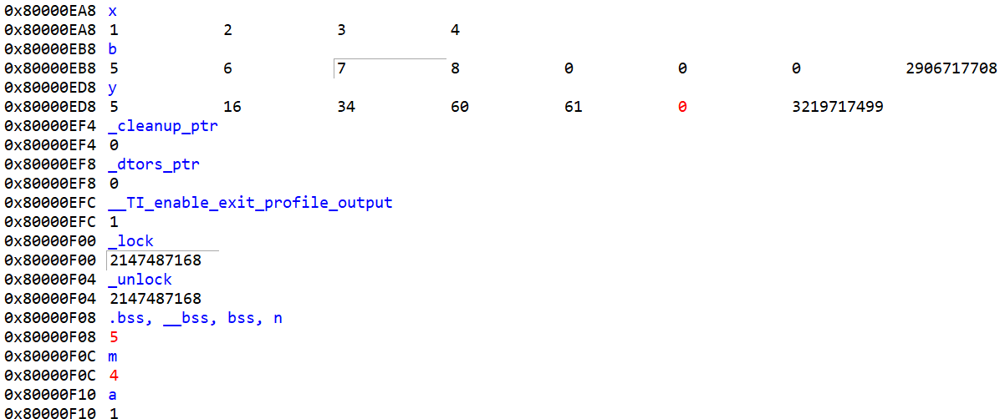 0x80000EA8 x
0x80000EA8 1 2 3 4
0x80000EB8 b
0x80000EB8 5 6 7 8 0 0 0 2906717708
0x80000ED8 y
0x80000ED8 5 16 34 60 61 0 3219717499
0x80000EF4 _cleanup_ptr
0x80000EF4 0
0x80000EF8 _dtors_ptr
0x80000EF8 0
0x80000EFC __TI_enable_exit_profile_output
0x80000EFC 1
0x80000F00 _lock
0x80000F00 2147487168
0x80000F04 _unlock
0x80000F04 2147487168
0x80000F08 .bss, __bss, bss, n
0x80000F08 5
0x80000F0C m
0x80000F0C 4
0x80000F10 a
0x80000F10 1